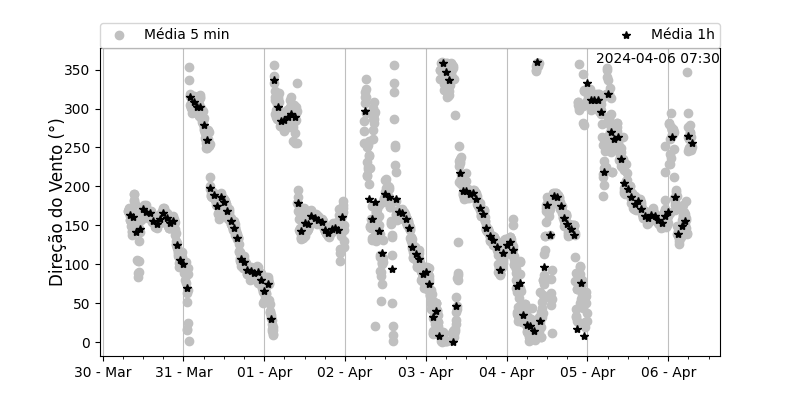 Média 5 min
Média 1h
2024-04-06 07:30
Direção do Vento (°)
350
300
250
200
150
100
50
0
30 - Mar
31 - Mar
01 - Apr
02 - Apr
03 - Apr
04 - Apr
05 - Apr
06 - Apr